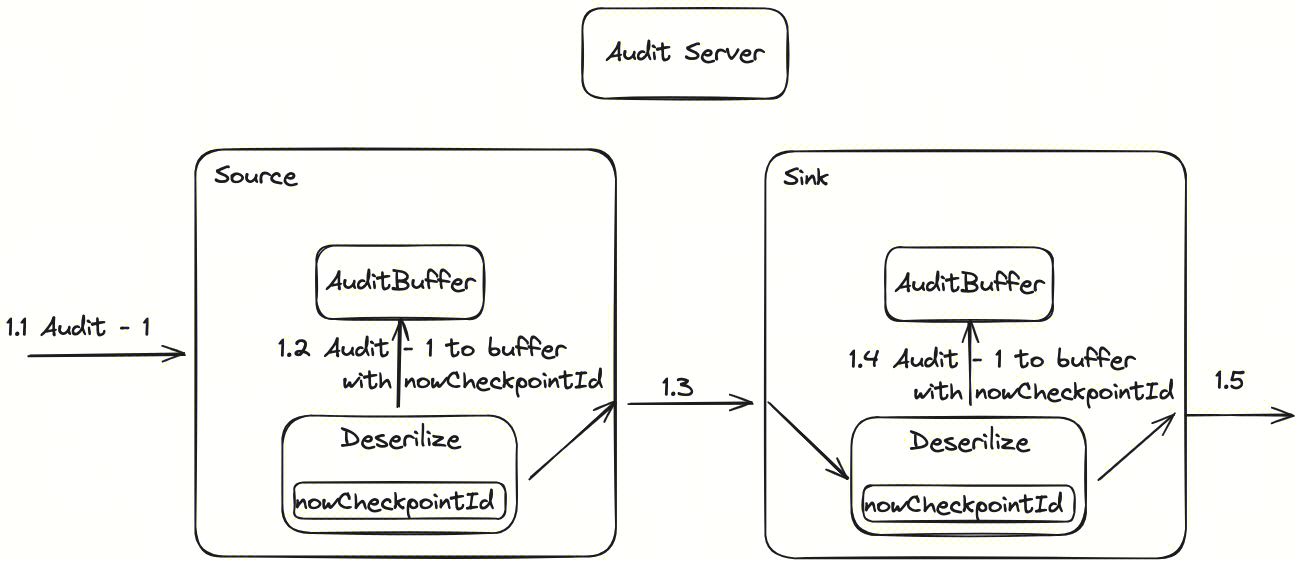 Audit Server
Source
Sink
AuditBuffer
AuditBuffer
1.1 Audit - 1
1.2 Audit - 1 to buffer
with nowCheckpointId
1.3
1.4 Audit - 1 to buffer
with nowCheckpointId
1.5
Deserilize
nowCheckpointId
Deserilize
nowCheckpointId